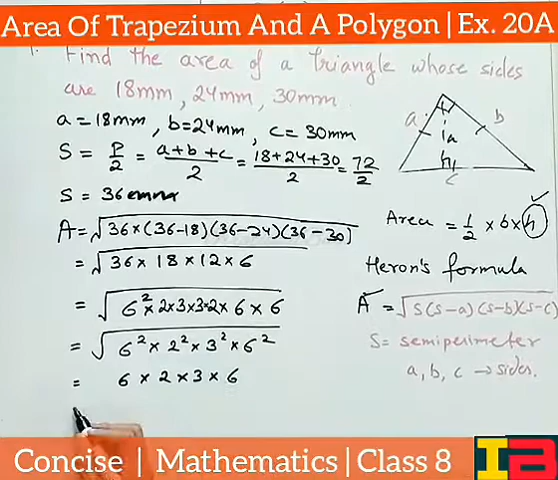 Area Of Trapezium And A Polygon | Ex. 20A
1. Find the area of a triangle whose sides
are 18mm, 24mm, 30mm.
a = 18mm, b = 24mm, c = 30mm
S = P/2 = (a+b+c)/2 = (18+24+30)/2 = 72/2
S = 36
A = √36×(36-18)(36-24)(36-30)
= √36×18×12×6
= √6²×2×3×3×2×6×6
= √6²×2²×3²×6²
= 6×2×3×6
=
a
b
c
h
Area = 1/2 × b × h
Heron's formula
A = √S(S-a)(S-b)(S-c)
S = semiperimeter
a, b, c → sides.
Concise | Mathematics | Class 8